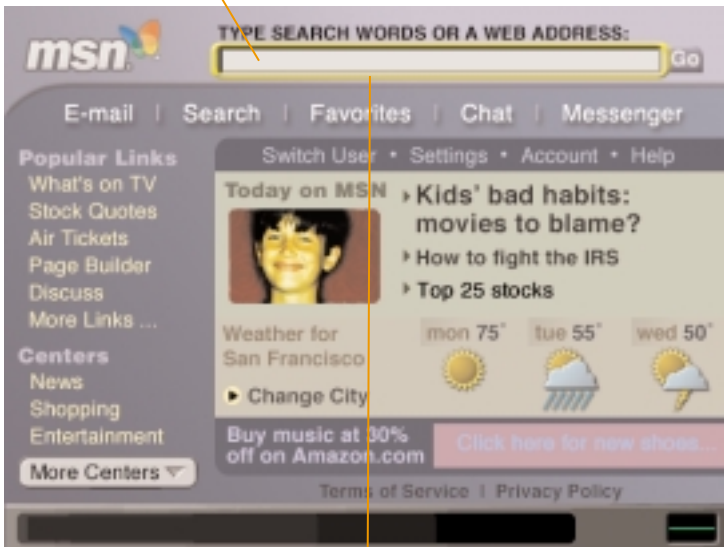 msn
TYPE SEARCH WORDS OR A WEB ADDRESS:
Go
E-mail | Search | Favorites | Chat | Messenger
Popular Links
What's on TV
Stock Quotes
Air Tickets
Page Builder
Discuss
More Links ...
Centers
News
Shopping
Entertainment
More Centers
Switch User • Settings • Account • Help
Today on MSN
Kids' bad habits:
movies to blame?
How to fight the IRS
Top 25 stocks
Weather for
San Francisco
Change City
mon 75° tue 55° wed 50°
Buy music at 30%
off on Amazon.com
Click here for new shoes...
Terms of Service | Privacy Policy